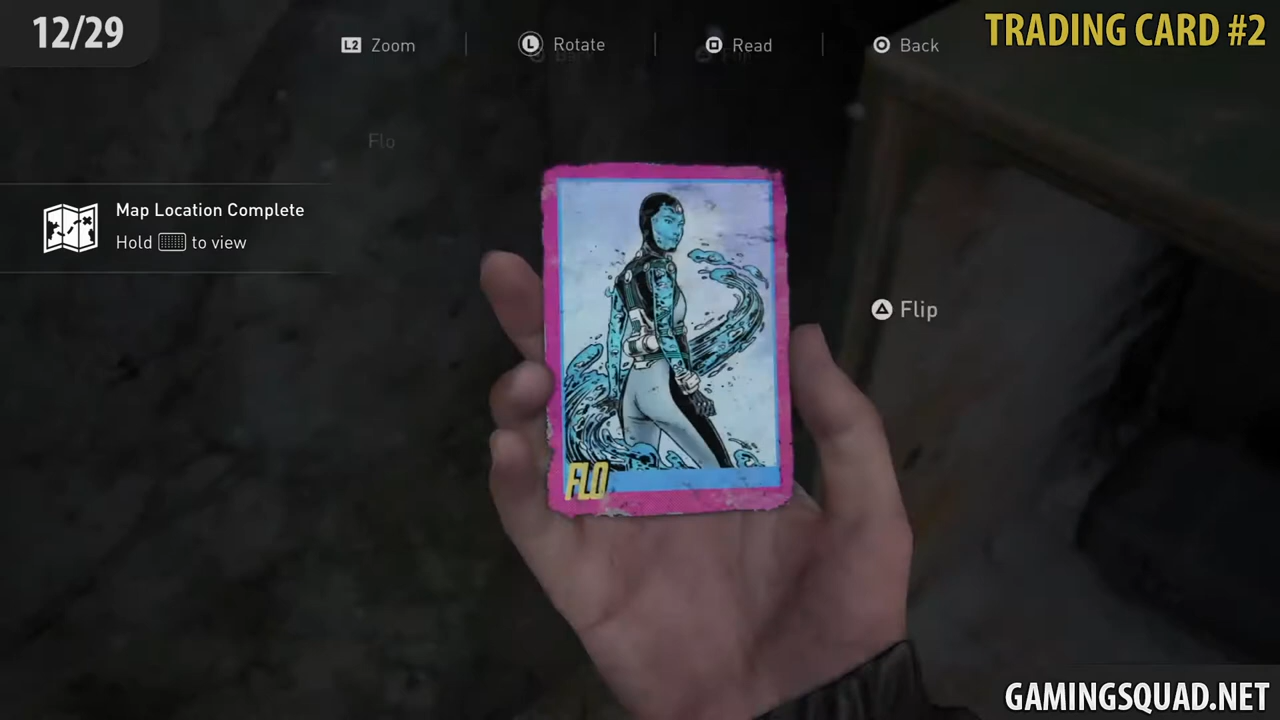 12/29
L2 Zoom
L Rotate
Read
Back
TRADING CARD #2
Flo
Map Location Complete
Hold to view
Flip
FLO
GAMINGSQUAD.NET